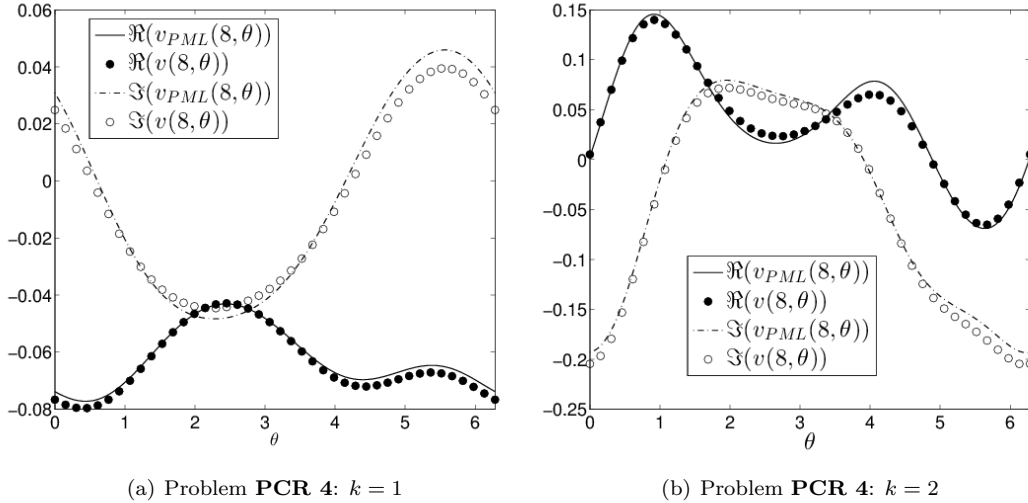 0.06
0.04
0.02
0
−0.02
−0.04
−0.06
−0.08
0
1
2
3
4
5
6
θ
ℜ(v_{PML}(8, θ))
ℜ(v(8, θ))
ℑ(v_{PML}(8, θ))
ℑ(v(8, θ))
(a) Problem PCR 4: k = 1
0.15
0.1
0.05
0
−0.05
−0.1
−0.15
−0.2
−0.25
0
1
2
3
4
5
6
θ
ℜ(v_{PML}(8, θ))
ℜ(v(8, θ))
ℑ(v_{PML}(8, θ))
ℑ(v(8, θ))
(b) Problem PCR 4: k = 2